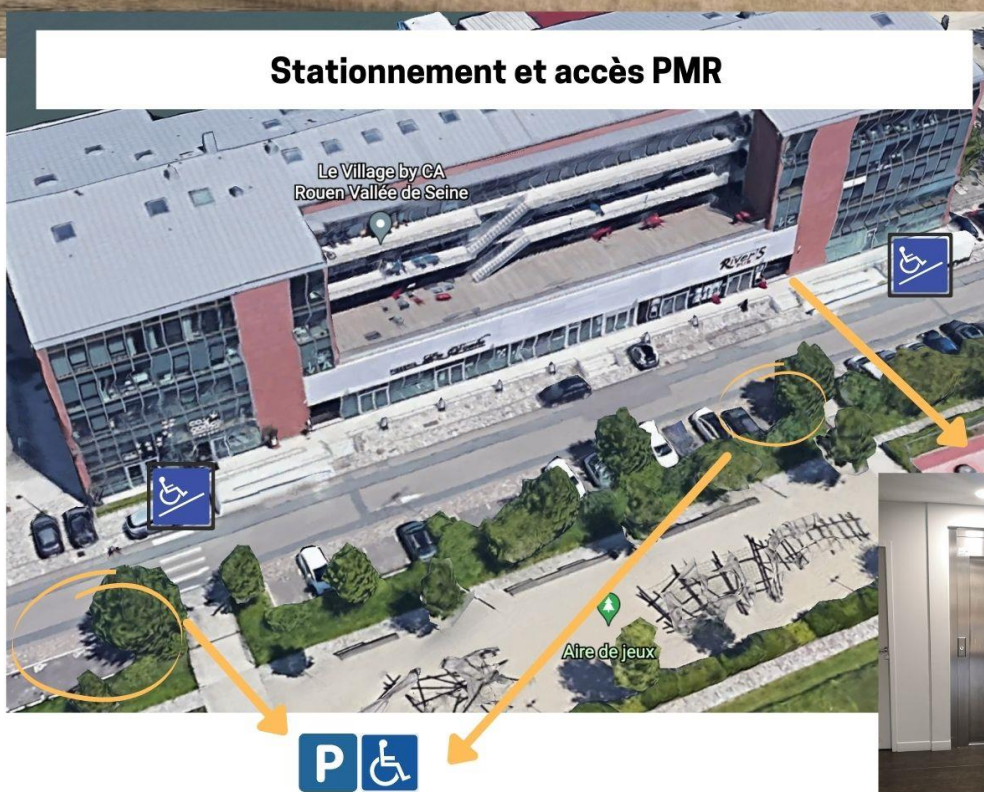 Stationnement et accès PMR
Le Village by CA
Rouen Vallée de Seine
River'S
Aire de jeux
P